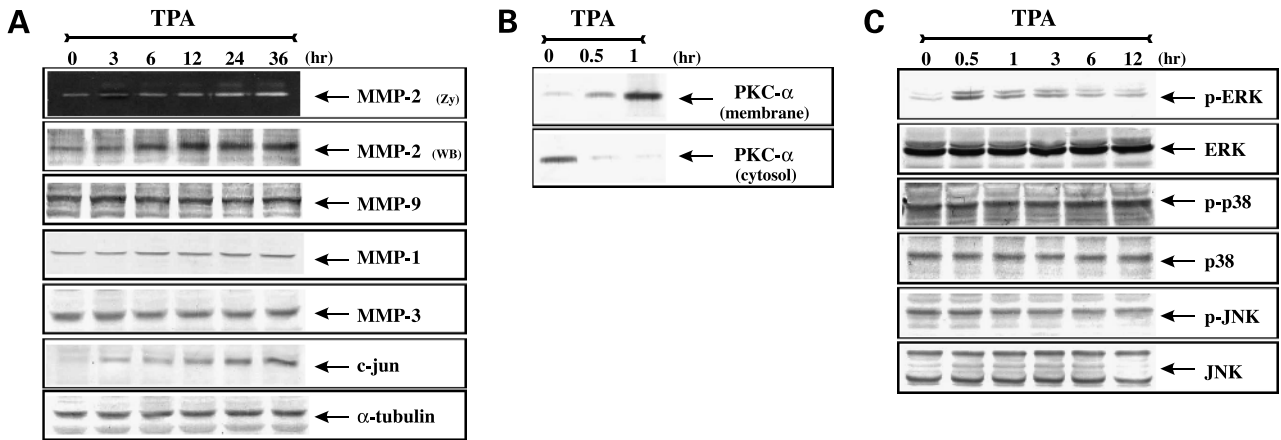 A
TPA
0 3 6 12 24 36 (hr)
MMP-2 (Zy)
MMP-2 (WB)
MMP-9
MMP-1
MMP-3
c-jun
α-tubulin
B
TPA
0 0.5 1 (hr)
PKC-α
(membrane)
PKC-α
(cytosol)
C
TPA
0 0.5 1 3 6 12 (hr)
p-ERK
ERK
p-p38
p38
p-JNK
JNK